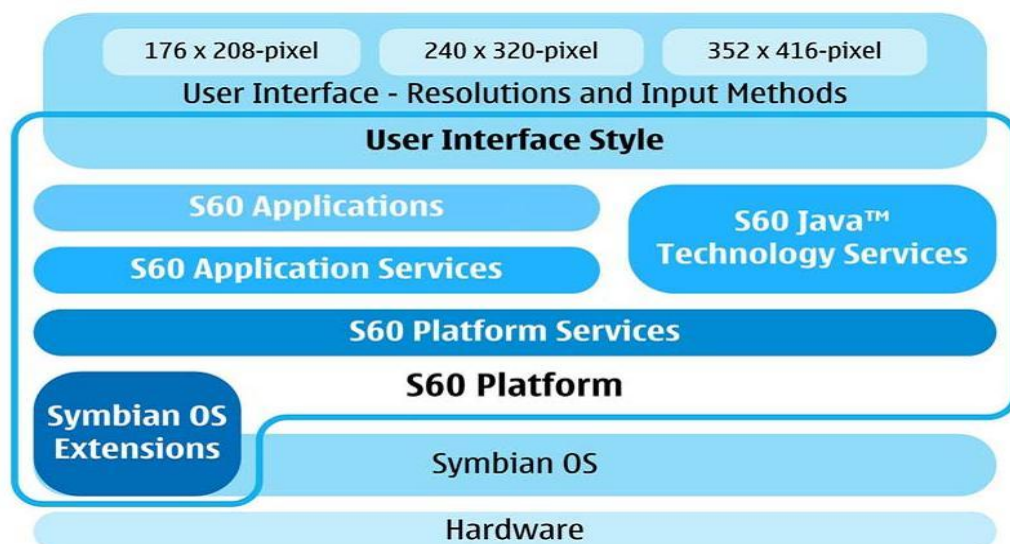 176 x 208-pixel
240 x 320-pixel
352 x 416-pixel
User Interface - Resolutions and Input Methods
User Interface Style
S60 Applications
S60 Application Services
S60 Java™
Technology Services
S60 Platform Services
S60 Platform
Symbian OS
Extensions
Symbian OS
Hardware